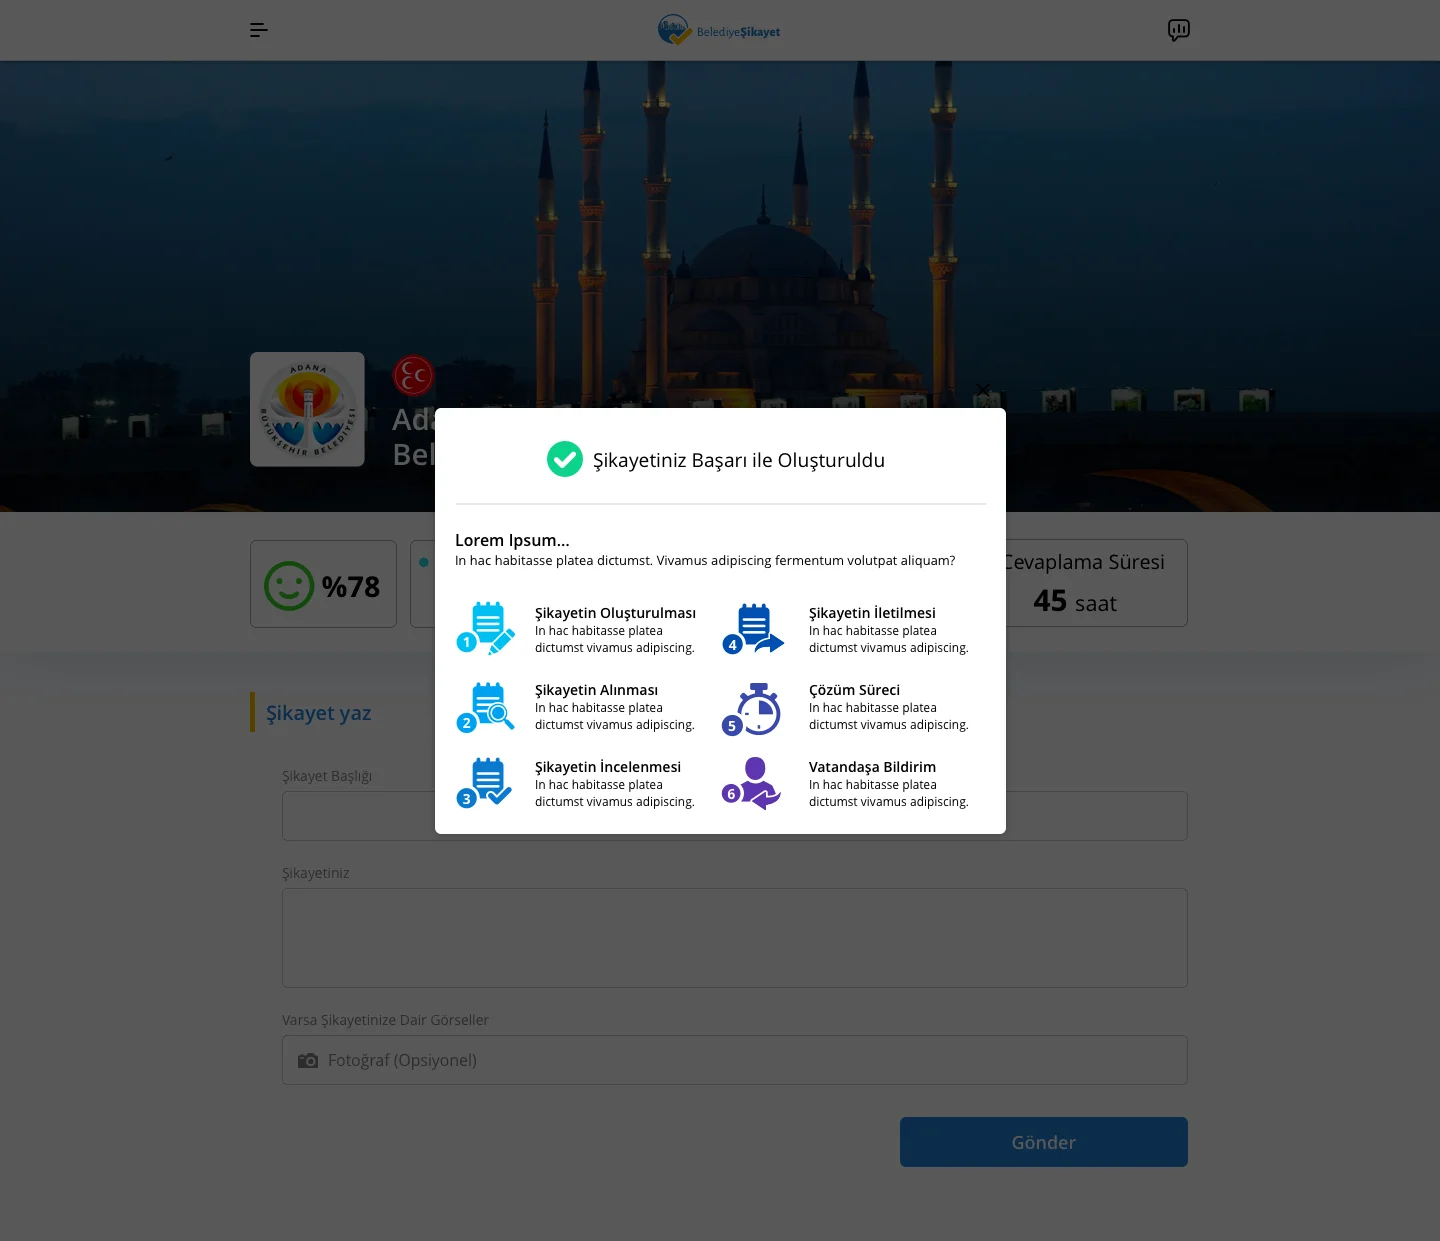 BelediyeŞikayet
ADANA
BÜYÜKŞEHİR BELEDİYESİ
Şikayetiniz Başarı ile Oluşturuldu
Lorem Ipsum...
In hac habitasse platea dictumst. Vivamus adipiscing fermentum volutpat aliquam?
1
Şikayetin Oluşturulması
In hac habitasse platea
dictumst vivamus adipiscing.
2
Şikayetin Alınması
In hac habitasse platea
dictumst vivamus adipiscing.
3
Şikayetin İncelenmesi
In hac habitasse platea
dictumst vivamus adipiscing.
4
Şikayetin İletilmesi
In hac habitasse platea
dictumst vivamus adipiscing.
5
Çözüm Süreci
In hac habitasse platea
dictumst vivamus adipiscing.
6
Vatandaşa Bildirim
In hac habitasse platea
dictumst vivamus adipiscing.
%78
Cevaplama Süresi
45 saat
Şikayet yaz
Şikayet Başlığı
Şikayetiniz
Varsa Şikayetinize Dair Görseller
Fotoğraf (Opsiyonel)
Gönder